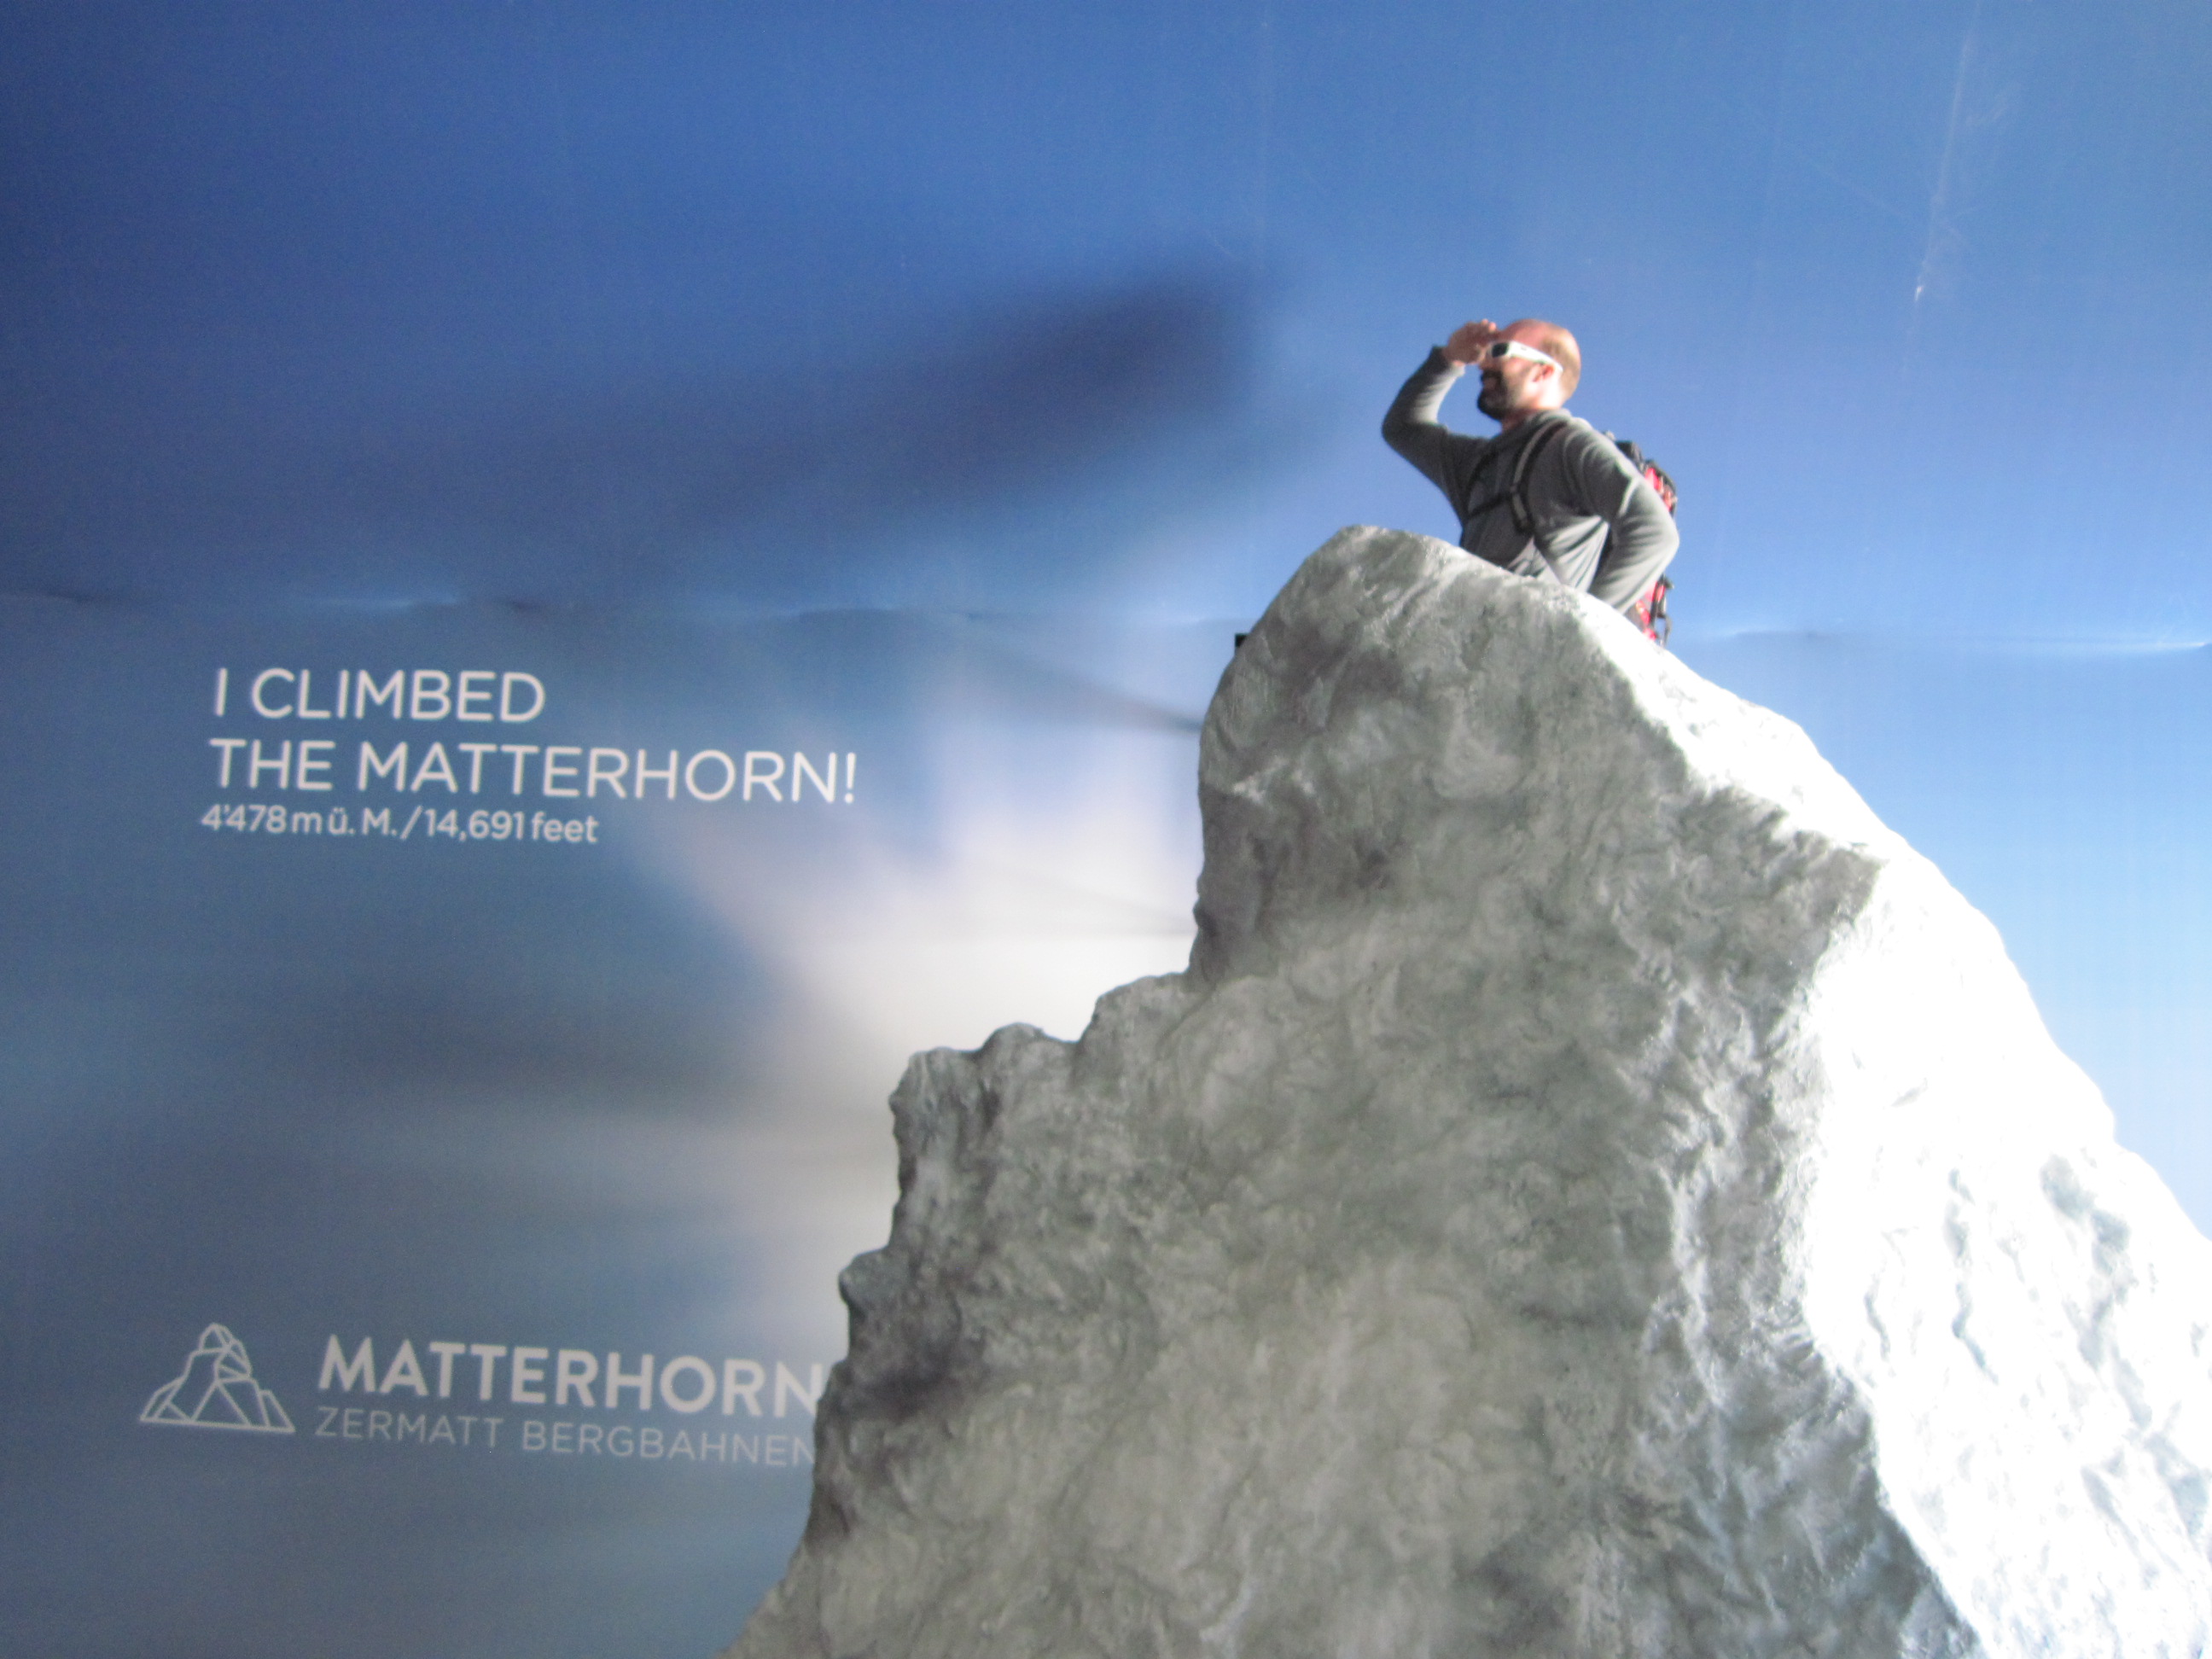 I CLIMBED
THE MATTERHORN!
4'478 m ü. M. / 14,691 feet
MATTERHORN
ZERMATT BERGBAHNEN